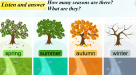 Listen and answer
How many seasons are there?
What are they?
spring
summer
autumn
winter